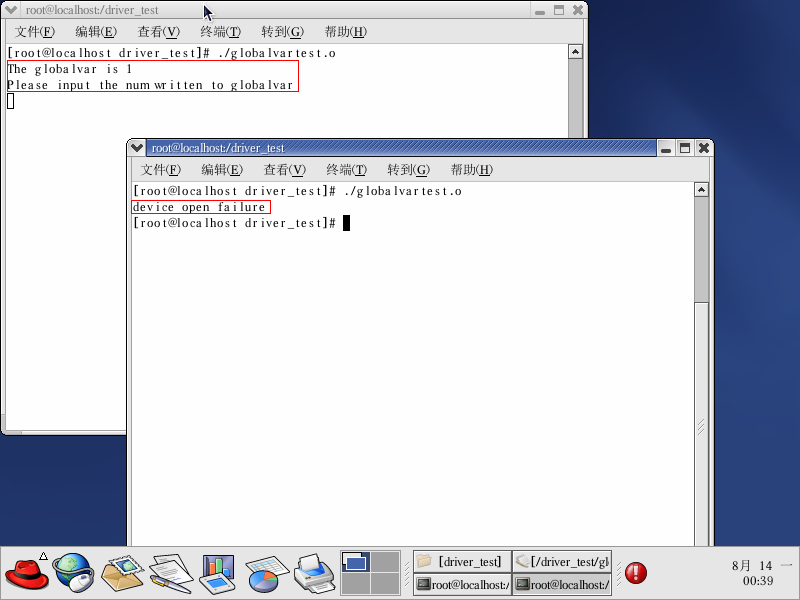 root@localhost:/driver_test
文件(F) 编辑(E) 查看(V) 终端(T) 转到(G) 帮助(H)
[root@localhost driver_test]# ./globalvartest.o
The globalvar is 1
Please input the num written to globalvar
root@localhost:/driver_test
文件(F) 编辑(E) 查看(V) 终端(T) 转到(G) 帮助(H)
[root@localhost driver_test]# ./globalvartest.o
device open failure
[root@localhost driver_test]#
[driver_test] [/driver_test/gl
root@localhost:/ root@localhost:/
8月 14 一
00:39